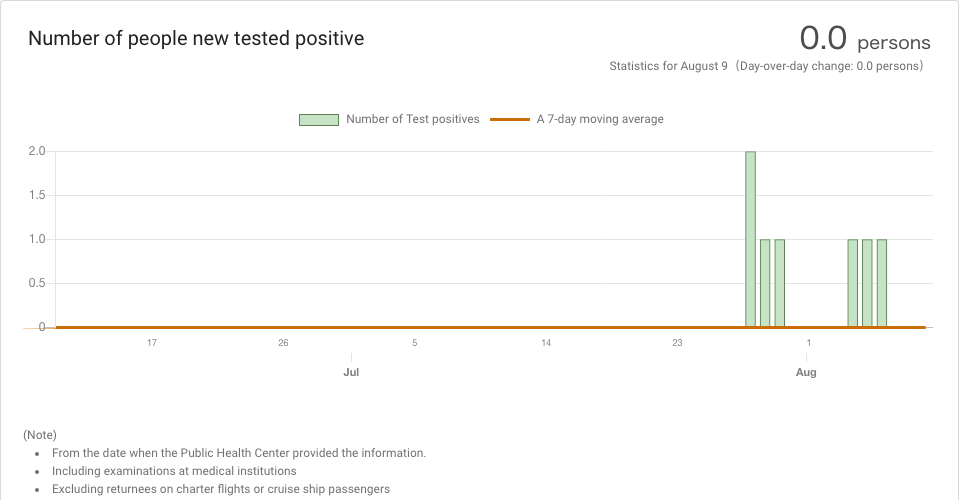 Number of people new tested positive
0.0 persons
Statistics for August 9（Day-over-day change: 0.0 persons）
Number of Test positives
A 7-day moving average
2.0
1.5
1.0
0.5
0
17
26
5
14
23
1
Jul
Aug
(Note)
From the date when the Public Health Center provided the information.
Including examinations at medical institutions
Excluding returnees on charter flights or cruise ship passengers